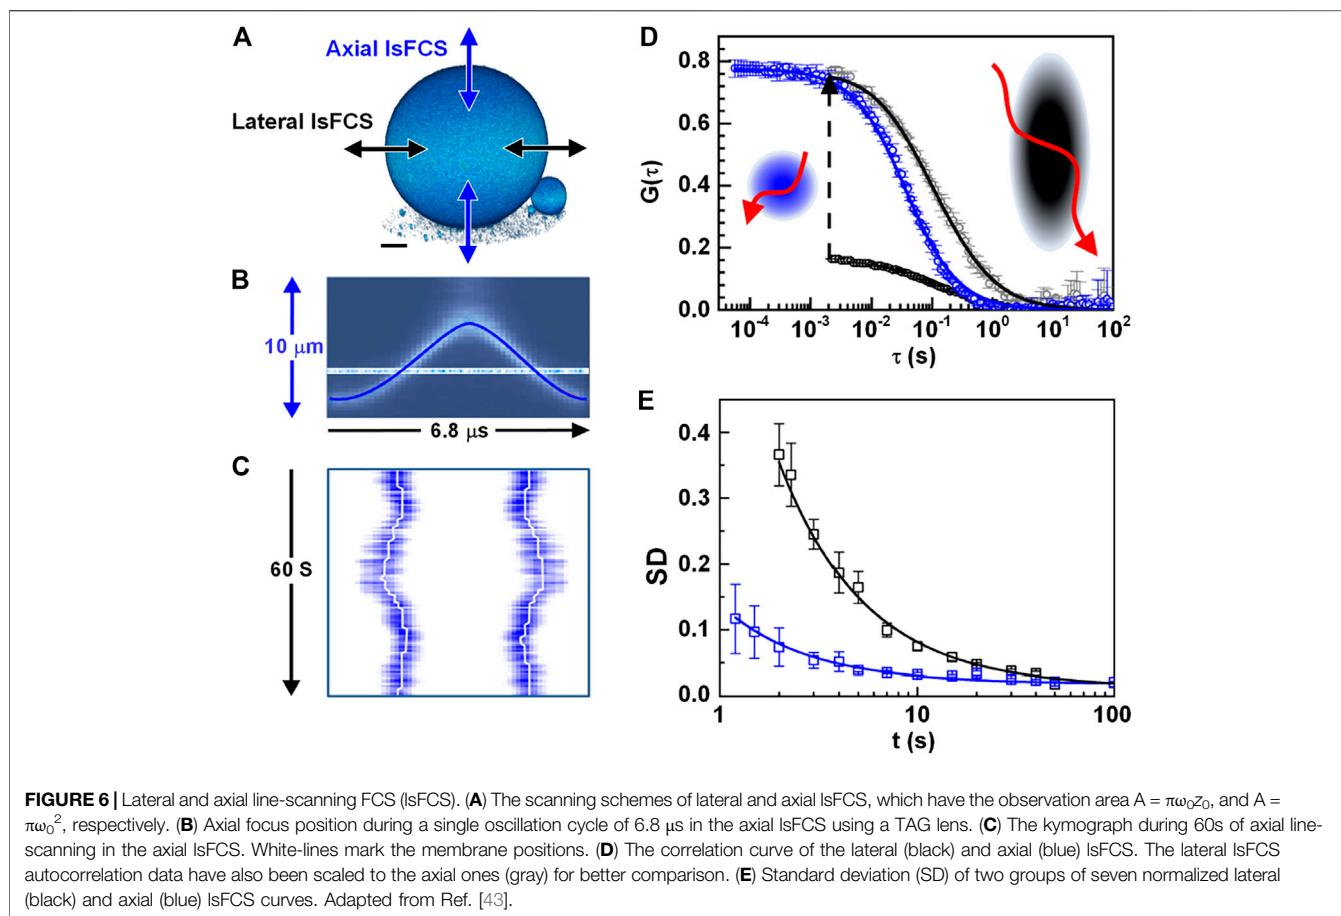 A
Axial lsFCS
Lateral lsFCS
B
10 μm
6.8 μs
C
60 S
D
G(τ)
0.8
0.6
0.4
0.2
0.0
10⁻⁴ 10⁻³ 10⁻² 10⁻¹ 10⁰ 10¹ 10²
τ (s)
E
SD
0.4
0.3
0.2
0.1
0.0
1 10 100
t (s)
FIGURE 6 | Lateral and axial line-scanning FCS (lsFCS). (A) The scanning schemes of lateral and axial lsFCS, which have the observation area A = πω₀z₀, and A =
πω₀², respectively. (B) Axial focus position during a single oscillation cycle of 6.8 μs in the axial lsFCS using a TAG lens. (C) The kymograph during 60s of axial line-
scanning in the axial lsFCS. White-lines mark the membrane positions. (D) The correlation curve of the lateral (black) and axial (blue) lsFCS. The lateral lsFCS
autocorrelation data have also been scaled to the axial ones (gray) for better comparison. (E) Standard deviation (SD) of two groups of seven normalized lateral
(black) and axial (blue) lsFCS curves. Adapted from Ref. [43].